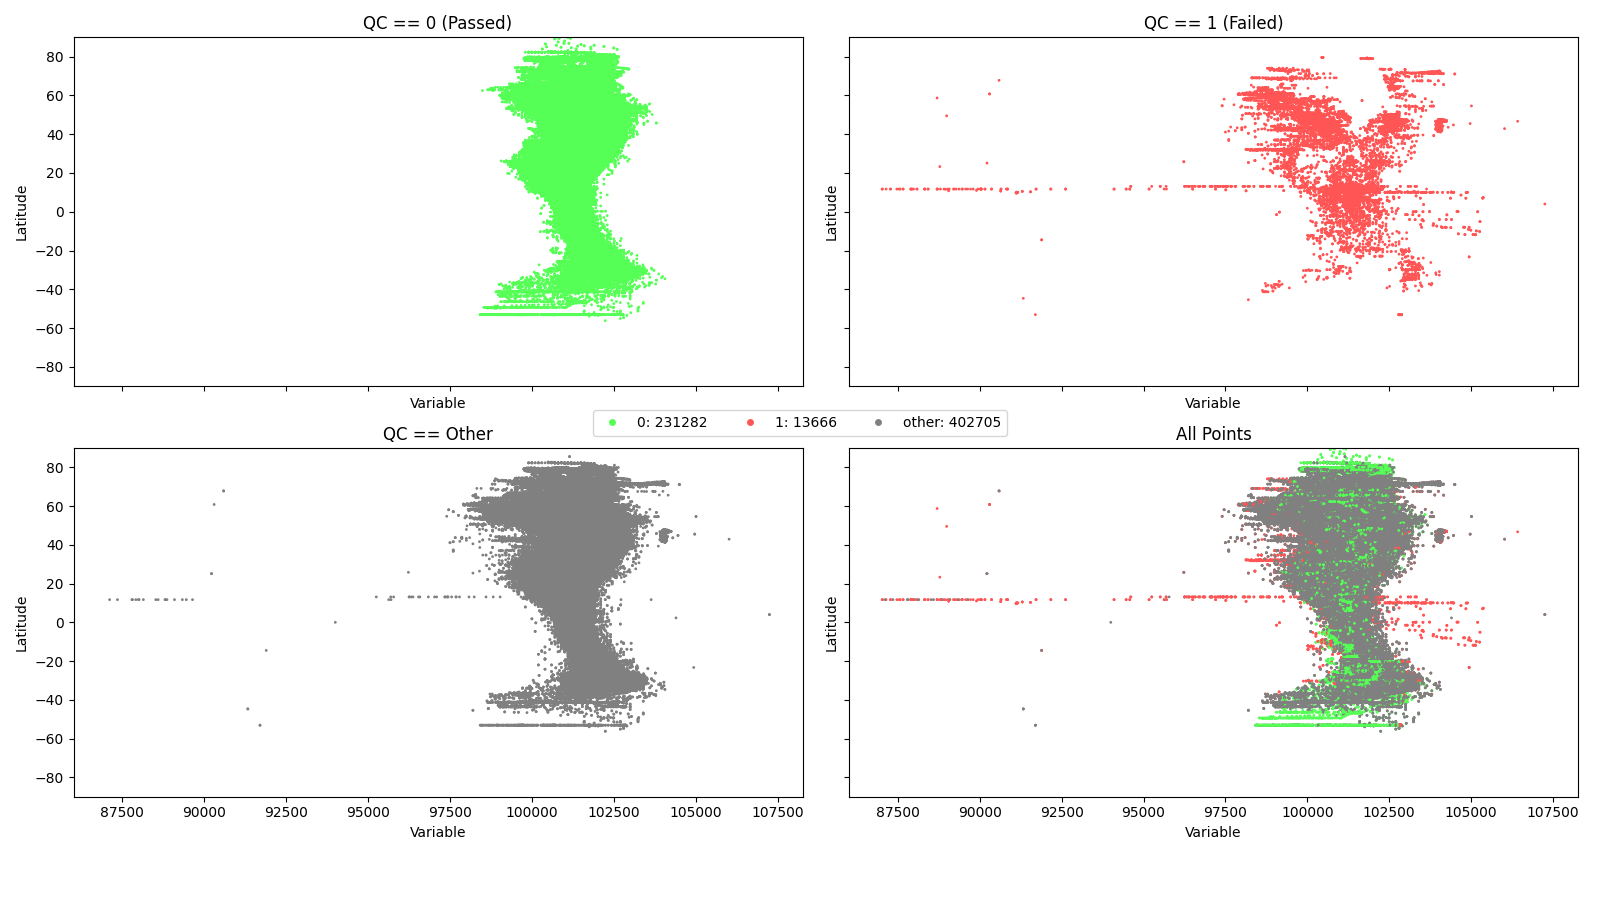 QC == 0 (Passed)
QC == 1 (Failed)
80
60
40
20
0
−20
−40
−60
−80
Latitude
Latitude
Variable
Variable
0: 231282
1: 13666
other: 402705
QC == Other
All Points
80
60
40
20
0
−20
−40
−60
−80
Latitude
Latitude
87500 90000 92500 95000 97500 100000 102500 105000 107500
87500 90000 92500 95000 97500 100000 102500 105000 107500
Variable
Variable